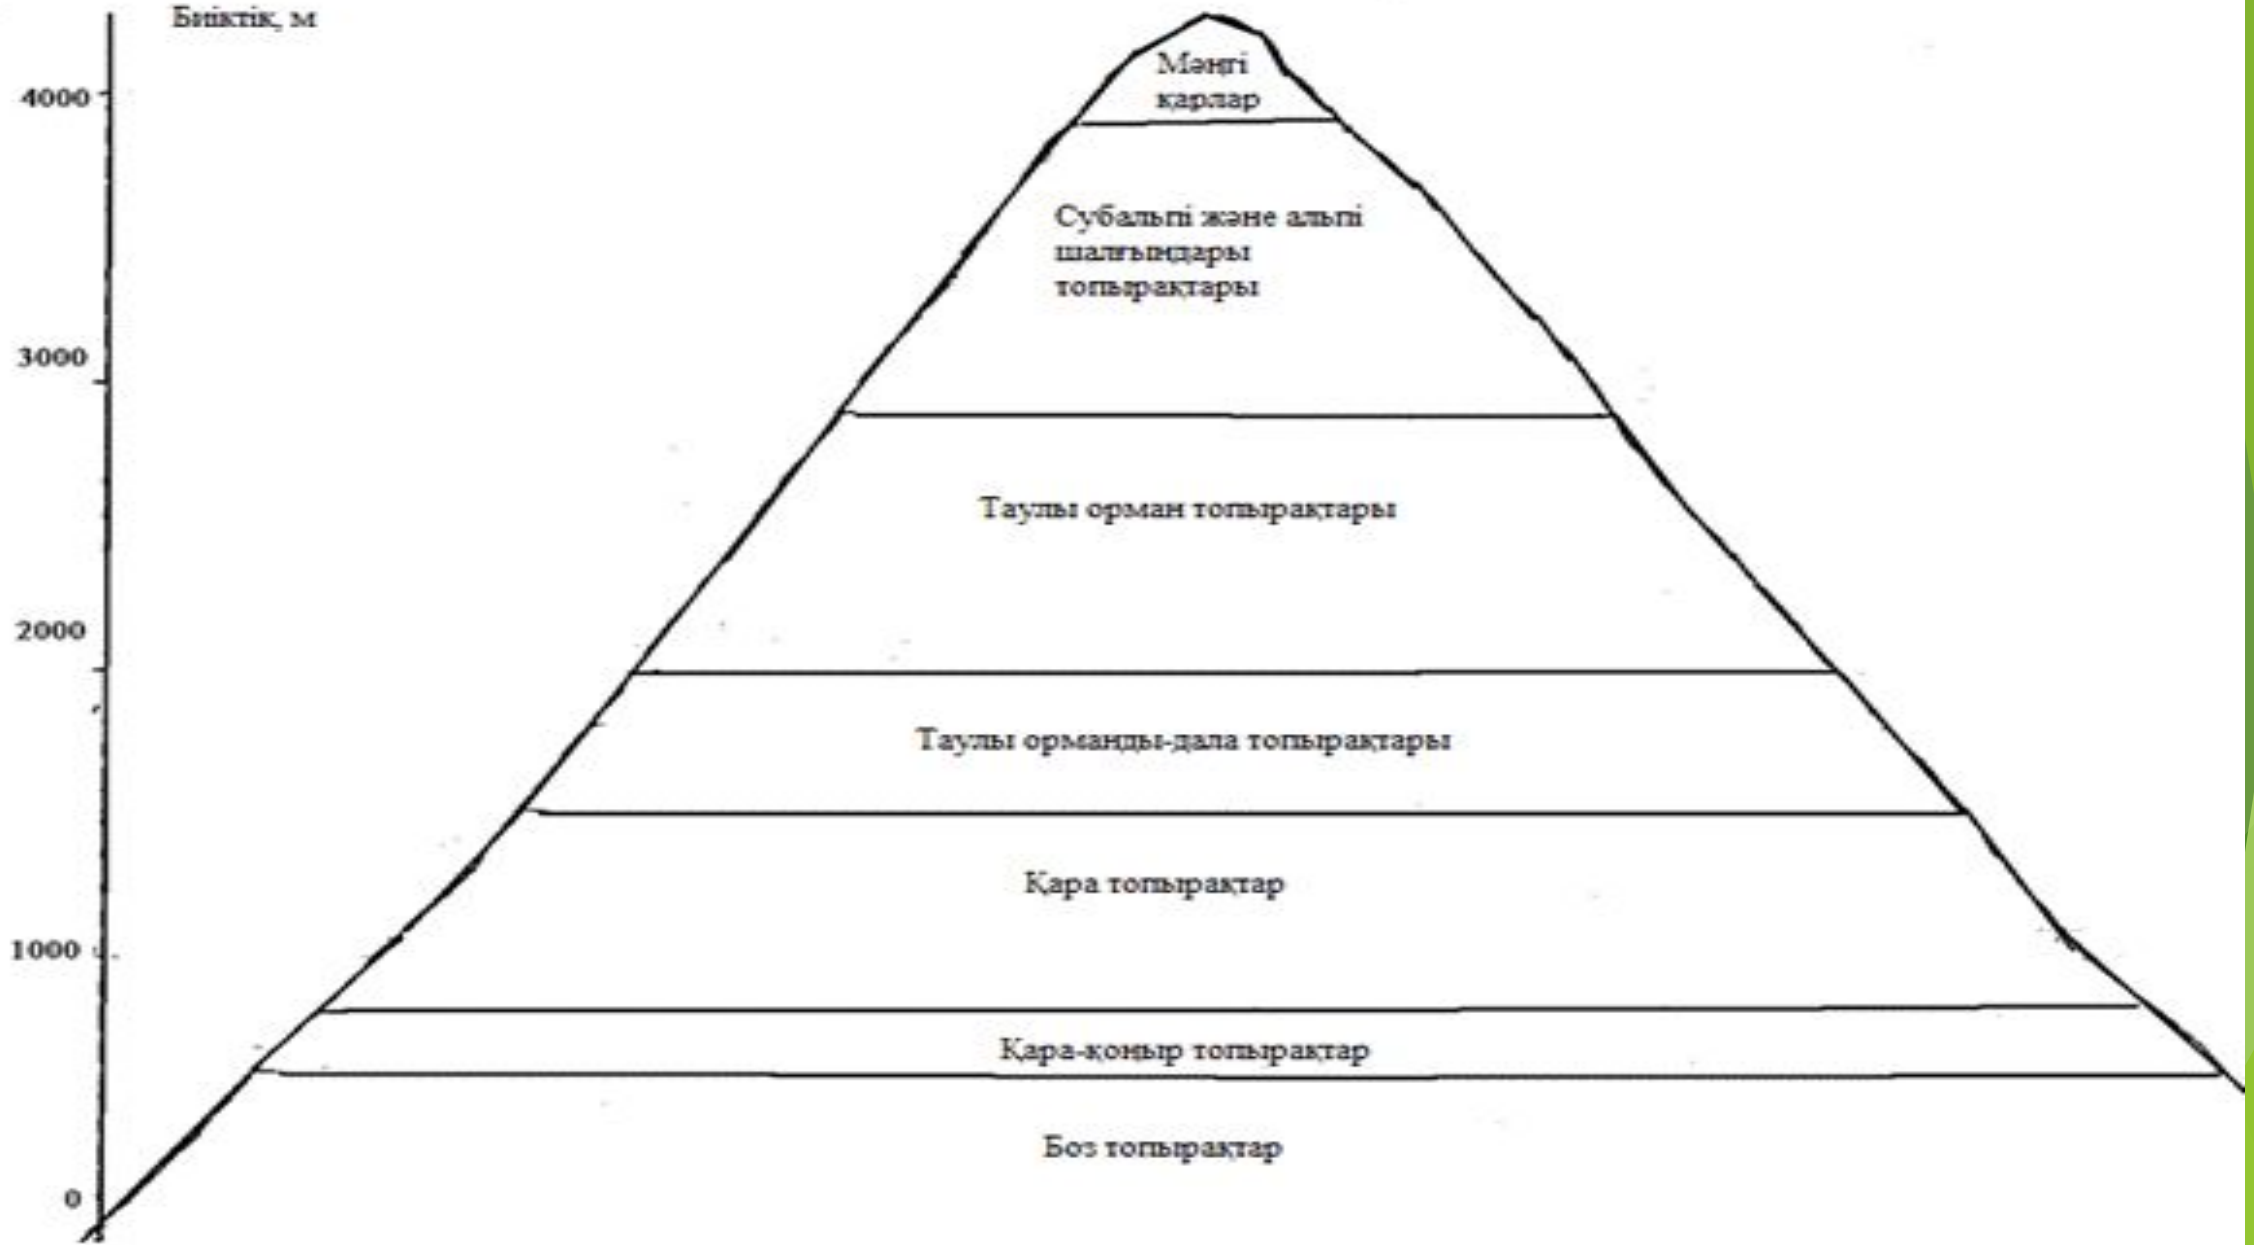 Биіктік, м
4000
3000
2000
1000
0
Мәңгі
қарлар
Субальпі және альпі
шалғындары
топырақтары
Таулы орман топырақтары
Таулы орманды-дала топырақтары
Қара топырақтар
Қара-қоңыр топырақтар
Боз топырақтар